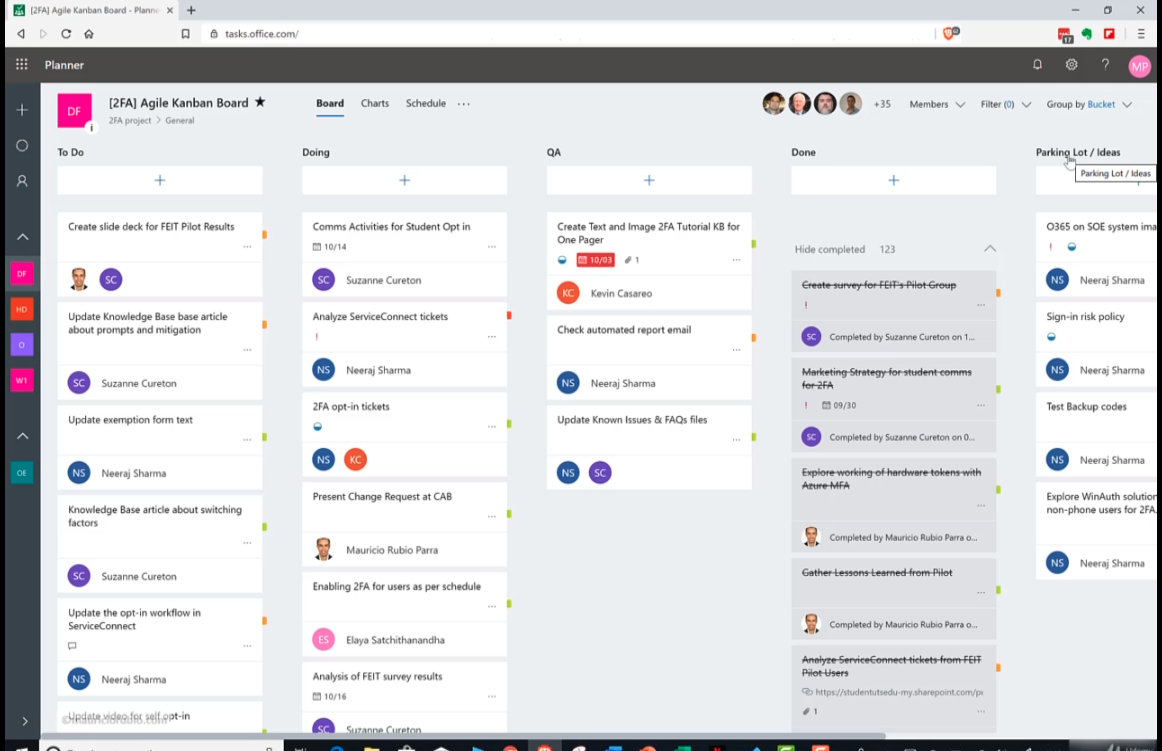 [2FA] Agile Kanban Board - Planne
tasks.office.com/
17
Planner
MP
DF
[2FA] Agile Kanban Board
2FA project > General
Board Charts Schedule
+35 Members Filter (0) Group by Bucket
DF
HD
O
W1
OE
To Do
Create slide deck for FEIT Pilot Results
SC
Update Knowledge Base base article
about prompts and mitigation
SC Suzanne Cureton
Update exemption form text
NS Neeraj Sharma
Knowledge Base article about switching
factors
SC Suzanne Cureton
Update the opt-in workflow in
ServiceConnect
NS Neeraj Sharma
Update video for self opt-in
Doing
Comms Activities for Student Opt in
10/14
SC Suzanne Cureton
Analyze ServiceConnect tickets
NS Neeraj Sharma
2FA opt-in tickets
NS KC
Present Change Request at CAB
Mauricio Rubio Parra
Enabling 2FA for users as per schedule
ES Elaya Satchithanandha
Analysis of FEIT survey results
10/16
SC Suzanne Cureton
QA
Create Text and Image 2FA Tutorial KB for
One Pager
10/03 1
KC Kevin Casareo
Check automated report email
NS Neeraj Sharma
Update Known Issues & FAQs files
NS SC
Done
Hide completed 123
Create survey for FEIT's Pilot Group
SC Completed by Suzanne Cureton on 1...
Marketing Strategy for student comms
for 2FA
09/30
SC Completed by Suzanne Cureton on 0...
Explore working of hardware tokens with
Azure MFA
Completed by Mauricio Rubio Parra o...
Gather Lessons Learned from Pilot
Completed by Mauricio Rubio Parra o...
Analyze ServiceConnect tickets from FEIT
Pilot Users
https://studentutsedu-my.sharepoint.com/pe
1
Parking Lot / Ideas
Parking Lot / Ideas
O365 on SOE system ima
NS Neeraj Sharma
Sign-in risk policy
NS Neeraj Sharma
Test Backup codes
NS Neeraj Sharma
Explore WinAuth solution
non-phone users for 2FA.
NS Neeraj Sharma